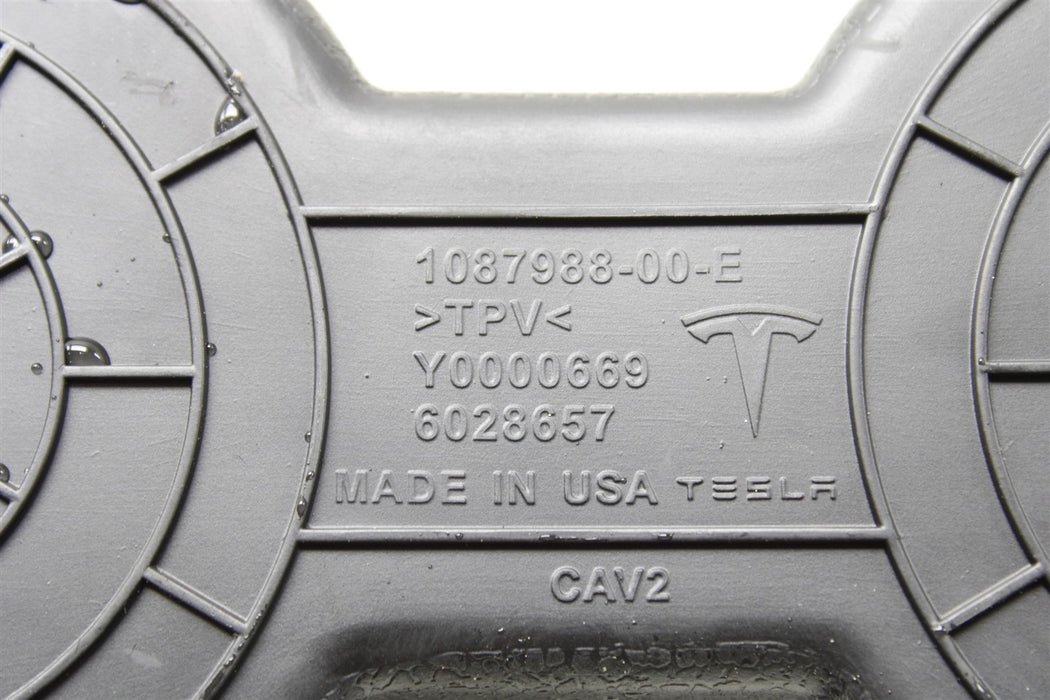 1087988-00-E
>TPV<
Y0000669
6028657
MADE IN USA TESLA
CAV2